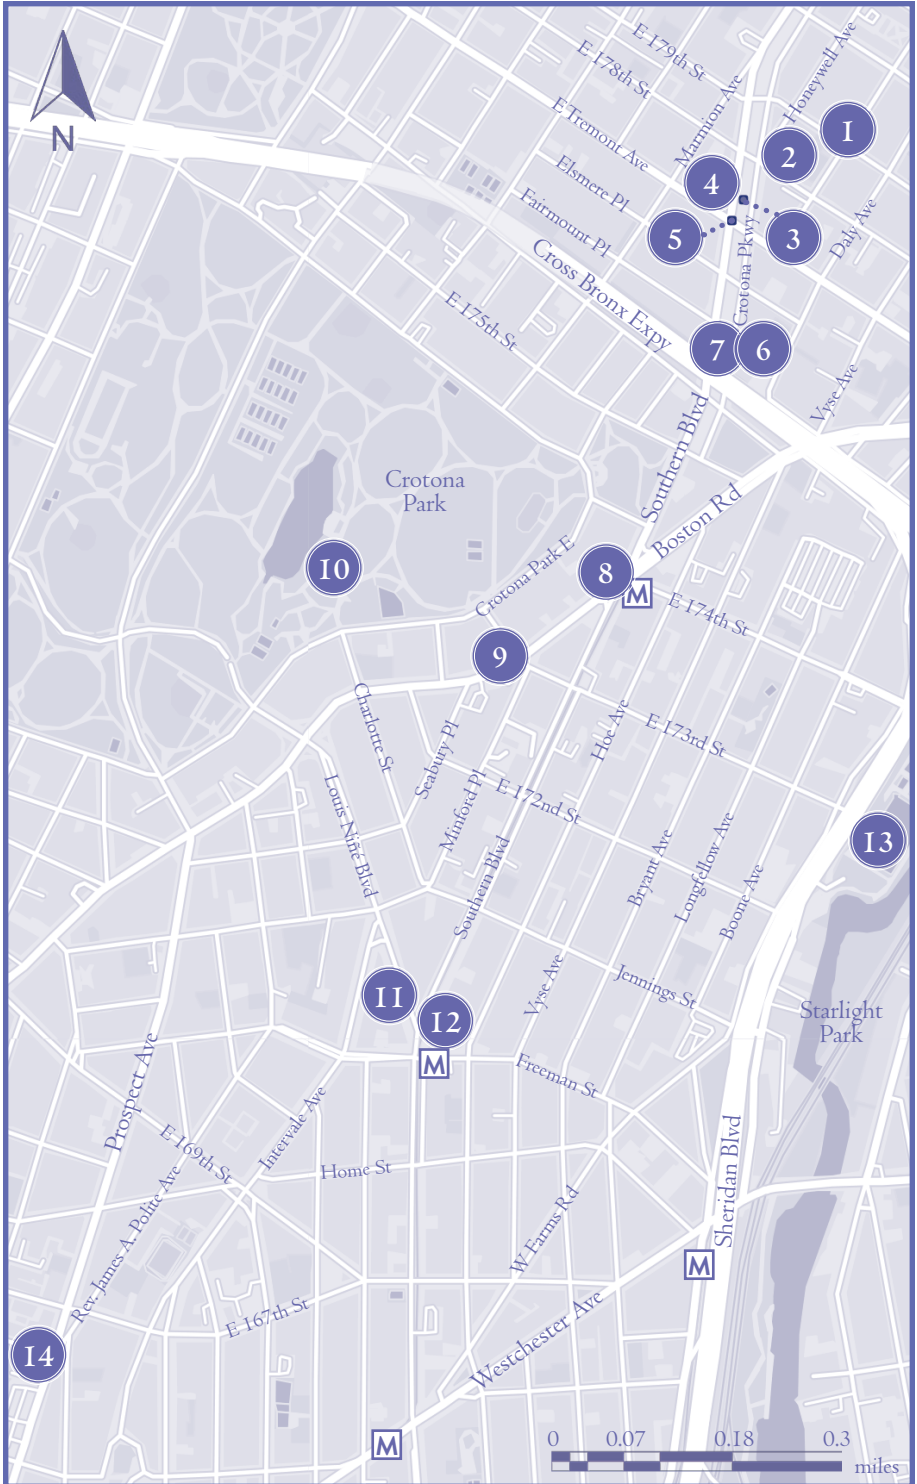 E 179th St
E 178th St
Honeywell Ave
Marmion Ave
E Tremont Ave
1
2
N
Elsmere Pl
4
Fairmount Pl
5
3
Daly Ave
Crotona Pkwy
Cross Bronx Expy
E 175th St
7
6
Vyse Ave
Southern Blvd
Crotona
Park
Boston Rd
10
8
M
Crotona Park E
E 174th St
9
Charlotte St
Seabury Pl
Hoe Ave
E 173rd St
Louis Niñé Blvd
Minford Pl
E 172nd St
13
Southern Blvd
Bryant Ave
Longfellow Ave
Boone Ave
11
12
Vyse Ave
Jennings St
Starlight
Park
M
Freeman St
Prospect Ave
Intervale Ave
E 169th St
Home St
Rev. James A. Polite Ave
W Farms Rd
Sheridan Blvd
M
E 167th St
14
Westchester Ave
M
0 0.07 0.18 0.3
miles